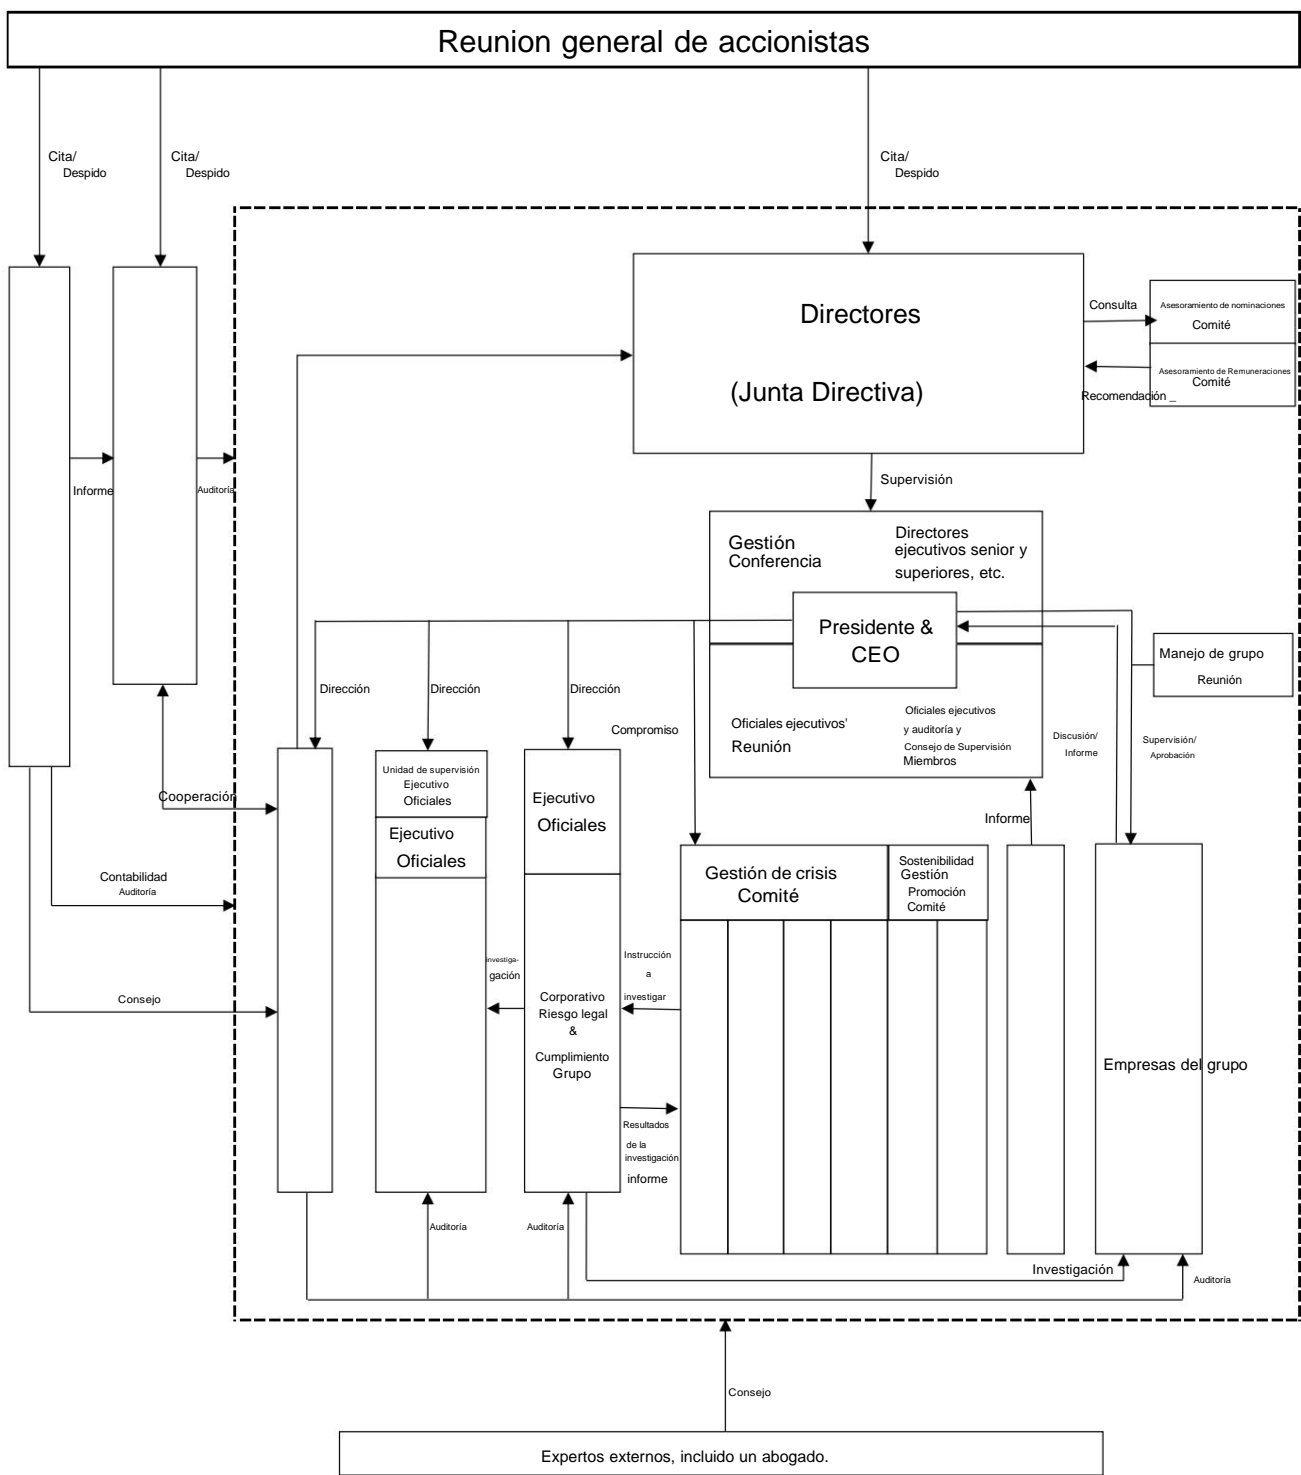 Reunion general de accionistas
Cita/
Despido
Cita/
Despido
Cita/
Despido
Directores
(Junta Directiva)
Consulta
Asesoramiento de nominaciones
Comité
Asesoramiento de Remuneraciones
Comité
Recomendación _
Informe
Auditoría
Supervisión
Gestión
Conferencia
Directores
ejecutivos senior y
superiores, etc.
Presidente &
CEO
Manejo de grupo
Reunión
Dirección
Dirección
Dirección
Compromiso
Oficiales ejecutivos'
Reunión
Oficiales ejecutivos
y auditoría y
Consejo de Supervisión
Miembros
Discusión/
Informe
Supervisión/
Aprobación
Cooperación
Unidad de supervisión
Ejecutivo
Oficiales
Ejecutivo
Oficiales
Ejecutivo
Oficiales
Informe
Contabilidad
Auditoría
Gestión de crisis
Comité
Sostenibilidad
Gestión
Promoción
Comité
investiga-
gación
Instrucción
a
investigar
Consejo
Corporativo
Riesgo legal
&
Cumplimiento
Grupo
Empresas del grupo
Resultados
de la
investigación
informe
Auditoría
Auditoría
Investigación
Auditoría
Consejo
Expertos externos, incluido un abogado.